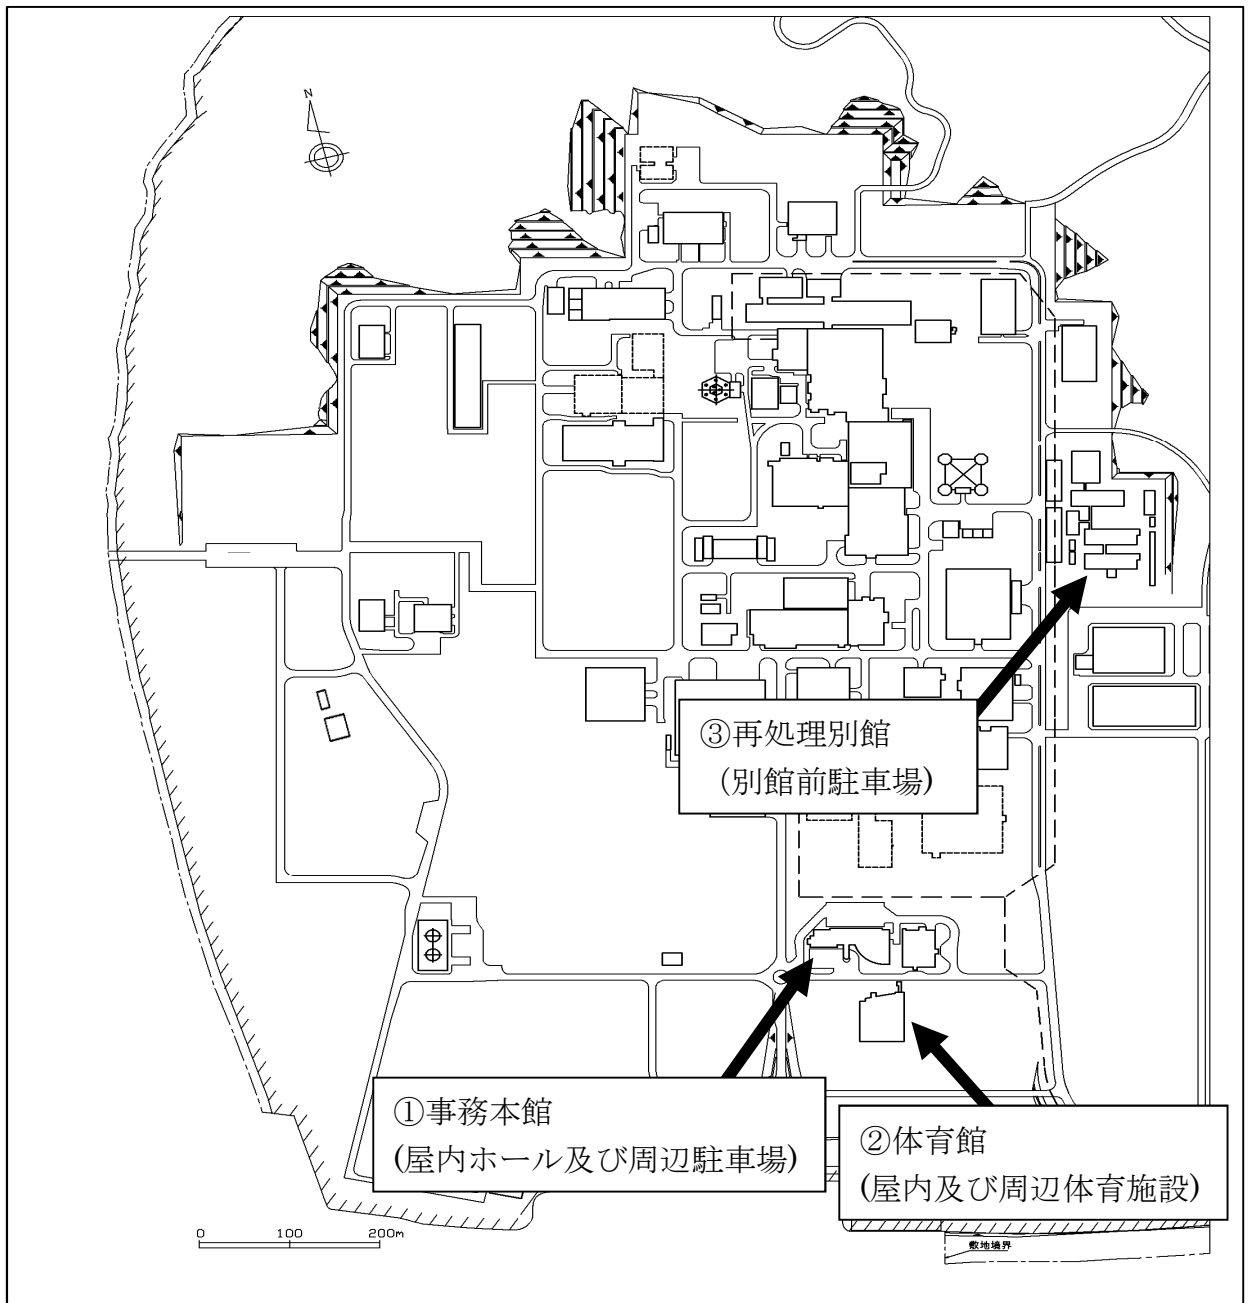 N
③再処理別館
(別館前駐車場)
①事務本館
(屋内ホール及び周辺駐車場)
②体育館
(屋内及び周辺体育施設)
0 100 200m
敷地境界